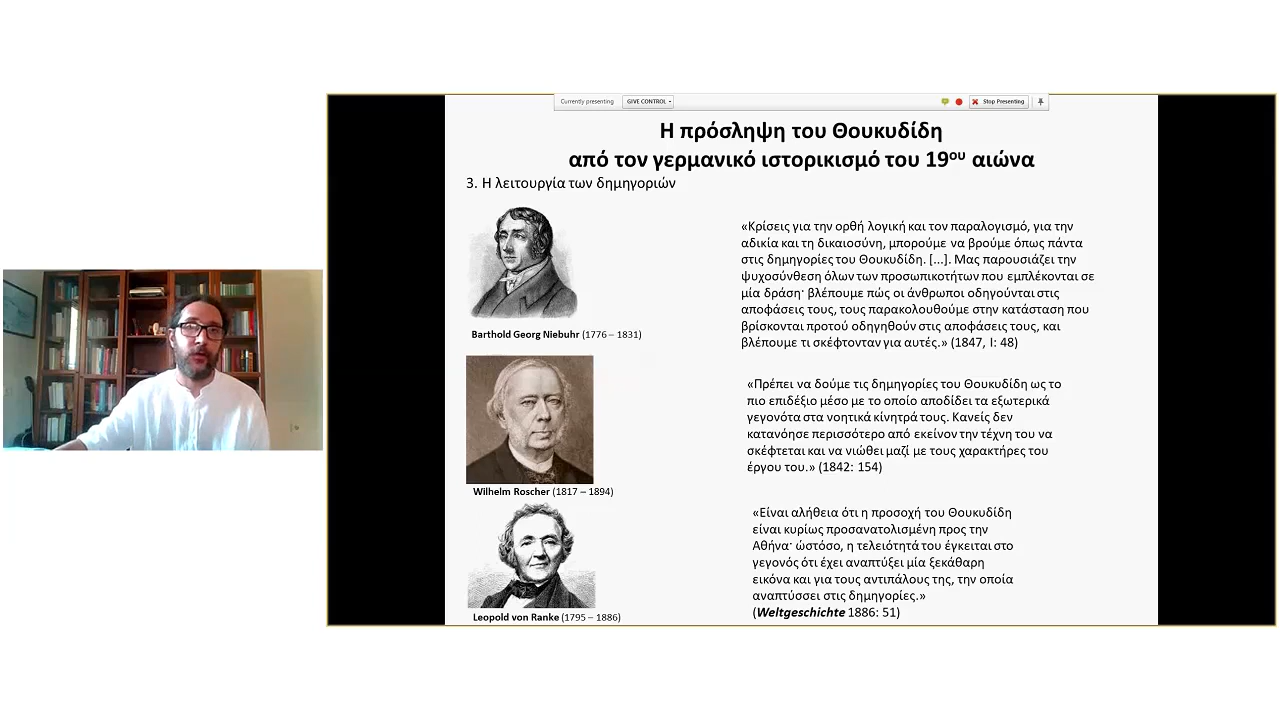 Currently presenting GIVE CONTROL Stop Presenting
Η πρόσληψη του Θουκυδίδη
από τον γερμανικό ιστορικισμό του 19ου αιώνα
3. Η λειτουργία των δημηγοριών
«Κρίσεις για την ορθή λογική και τον παραλογισμό, για την
αδικία και τη δικαιοσύνη, μπορούμε να βρούμε όπως πάντα
στις δημηγορίες του Θουκυδίδη. [...]. Μας παρουσιάζει την
ψυχοσύνθεση όλων των προσωπικοτήτων που εμπλέκονται σε
μία δράση· βλέπουμε πώς οι άνθρωποι οδηγούνται στις
αποφάσεις τους, τους παρακολουθούμε στην κατάσταση που
βρίσκονται προτού οδηγηθούν στις αποφάσεις τους, και
βλέπουμε τι σκέφτονταν για αυτές.» (1847, I: 48)
Barthold Georg Niebuhr (1776 – 1831)
«Πρέπει να δούμε τις δημηγορίες του Θουκυδίδη ως το
πιο επιδέξιο μέσο με το οποίο αποδίδει τα εξωτερικά
γεγονότα στα νοητικά κίνητρά τους. Κανείς δεν
κατανόησε περισσότερο από εκείνον την τέχνη του να
σκέφτεται και να νιώθει μαζί με τους χαρακτήρες του
έργου του.» (1842: 154)
Wilhelm Roscher (1817 – 1894)
«Είναι αλήθεια ότι η προσοχή του Θουκυδίδη
είναι κυρίως προσανατολισμένη προς την
Αθήνα· ώστόσο, η τελειότητά του έγκειται στο
γεγονός ότι έχει αναπτύξει μία ξεκάθαρη
εικόνα και για τους αντιπάλους της, την οποία
αναπτύσσει στις δημηγορίες.»
(Weltgeschichte 1886: 51)
Leopold von Ranke (1795 – 1886)